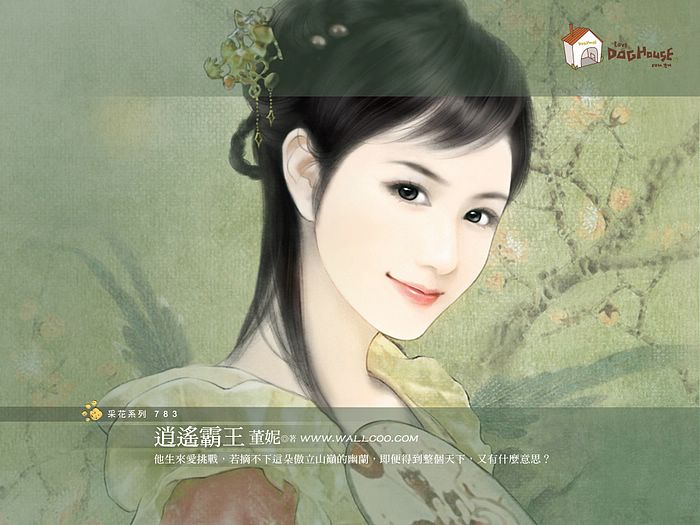 Love
DOGHOUSE
采花系列 783
逍遙霸王 董妮◎著 WWW.WALLCOO.COM
他生來愛挑戰，若摘不下這朵傲立山巔的幽蘭，即便得到整個天下，又有什麼意思？